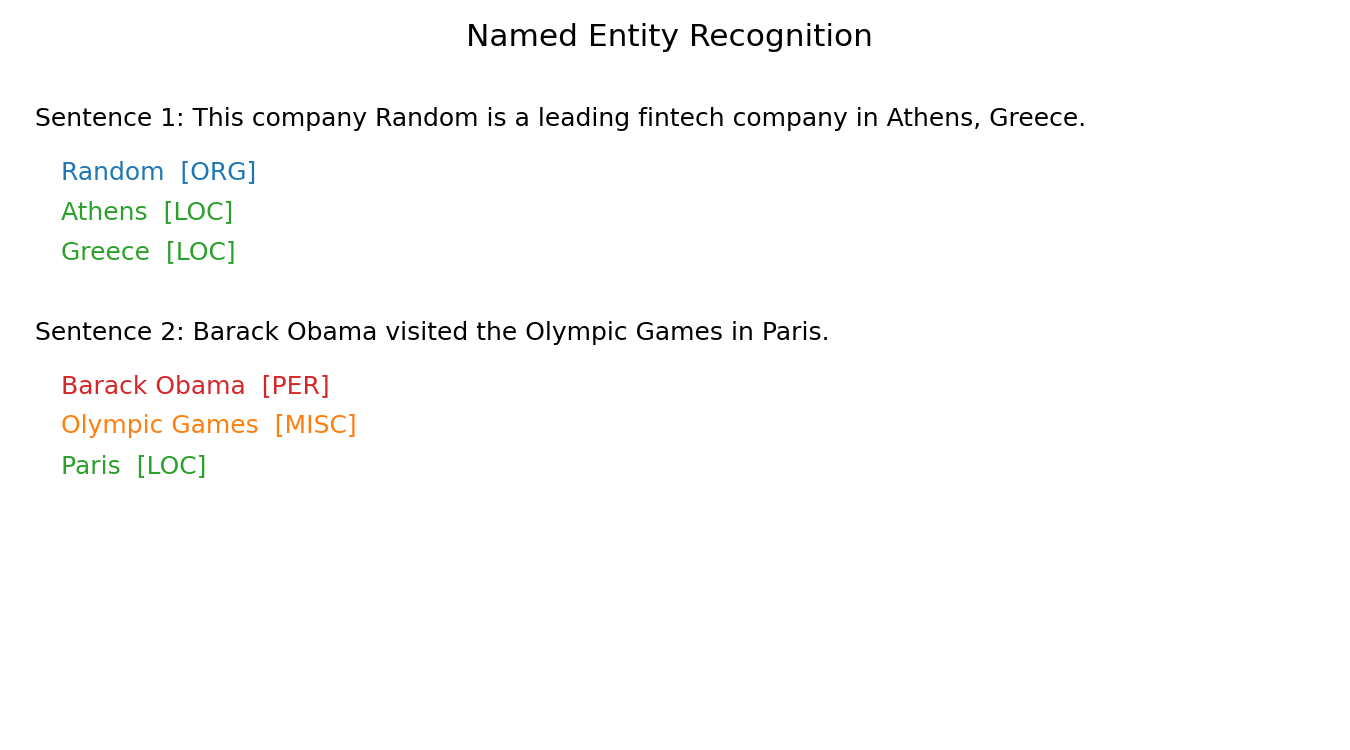 Named Entity Recognition
Sentence 1: This company Random is a leading fintech company in Athens, Greece.
Random [ORG]
Athens [LOC]
Greece [LOC]
Sentence 2: Barack Obama visited the Olympic Games in Paris.
Barack Obama [PER]
Olympic Games [MISC]
Paris [LOC]